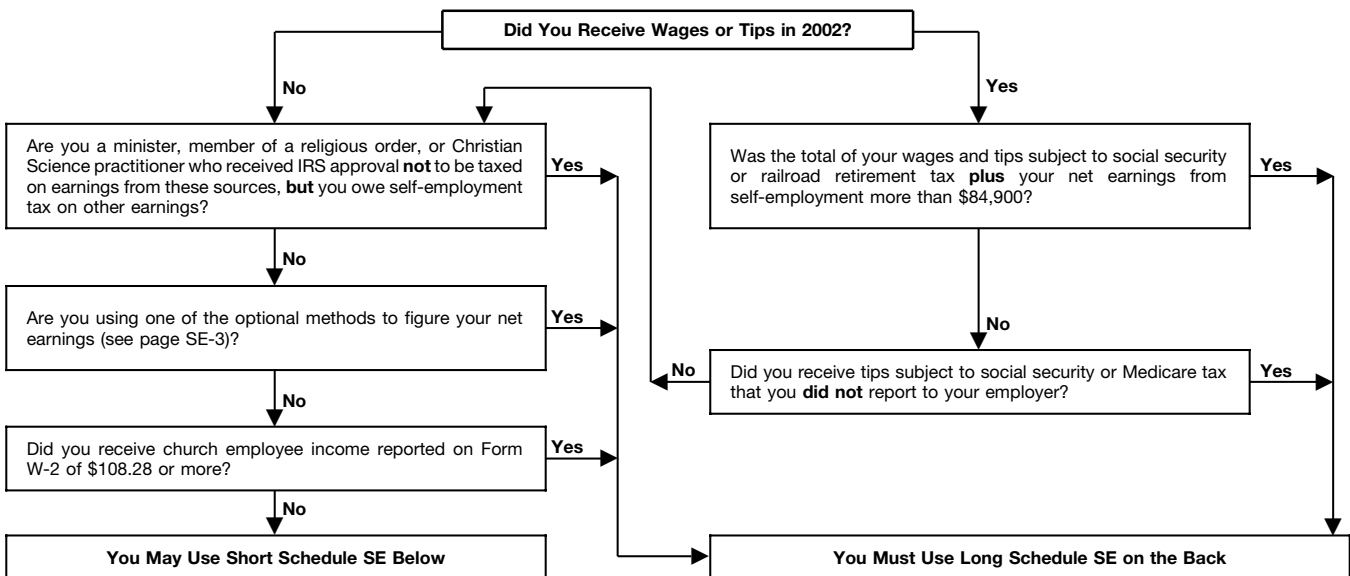 Did You Receive Wages or Tips in 2002?
No
Yes
Are you a minister, member of a religious order, or Christian
Science practitioner who received IRS approval not to be taxed
on earnings from these sources, but you owe self-employment
tax on other earnings?
Yes
Was the total of your wages and tips subject to social security
or railroad retirement tax plus your net earnings from
self-employment more than $84,900?
Yes
No
No
Are you using one of the optional methods to figure your net
earnings (see page SE-3)?
Yes
No
Did you receive tips subject to social security or Medicare tax
that you did not report to your employer?
Yes
No
Did you receive church employee income reported on Form
W-2 of $108.28 or more?
Yes
No
You May Use Short Schedule SE Below
You Must Use Long Schedule SE on the Back